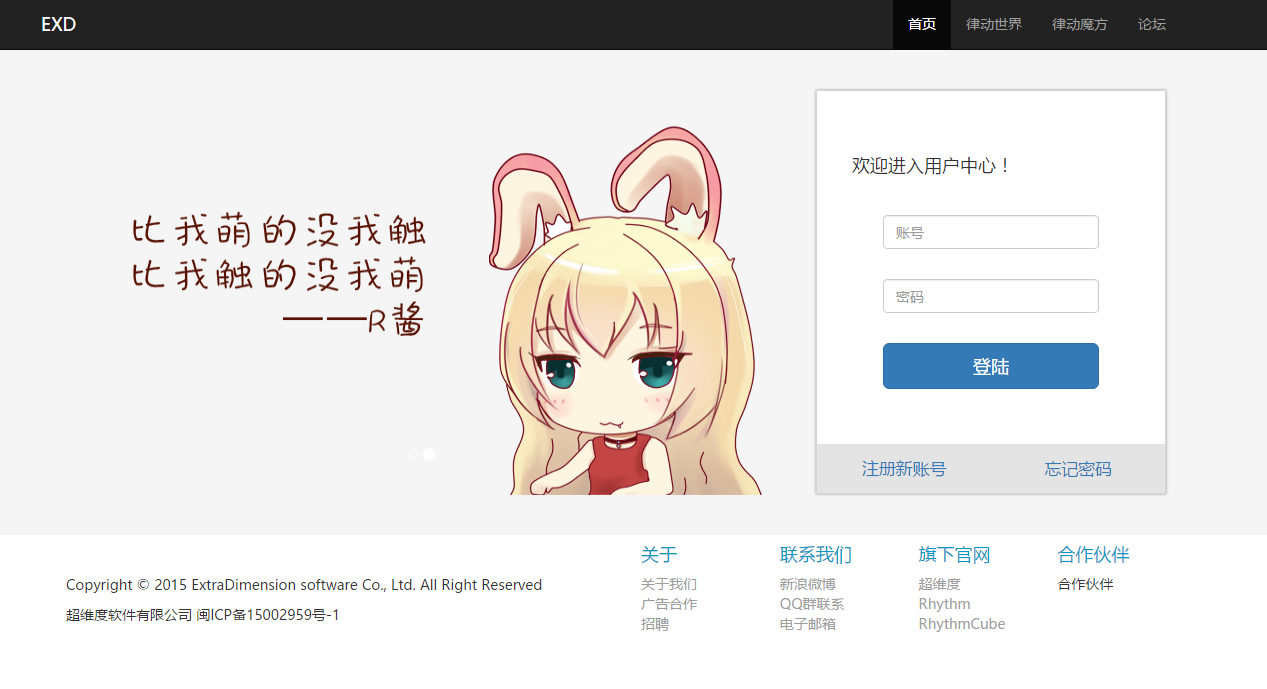 EXD
首页 律动世界 律动魔方 论坛
比我萌的没我触
比我触的没我萌
——R酱
欢迎进入用户中心！
账号
密码
登陆
注册新账号 忘记密码
Copyright © 2015 ExtraDimension software Co., Ltd. All Right Reserved
超维度软件有限公司 闽ICP备15002959号-1
关于
关于我们
广告合作
招聘
联系我们
新浪微博
QQ群联系
电子邮箱
旗下官网
超维度
Rhythm
RhythmCube
合作伙伴
合作伙伴